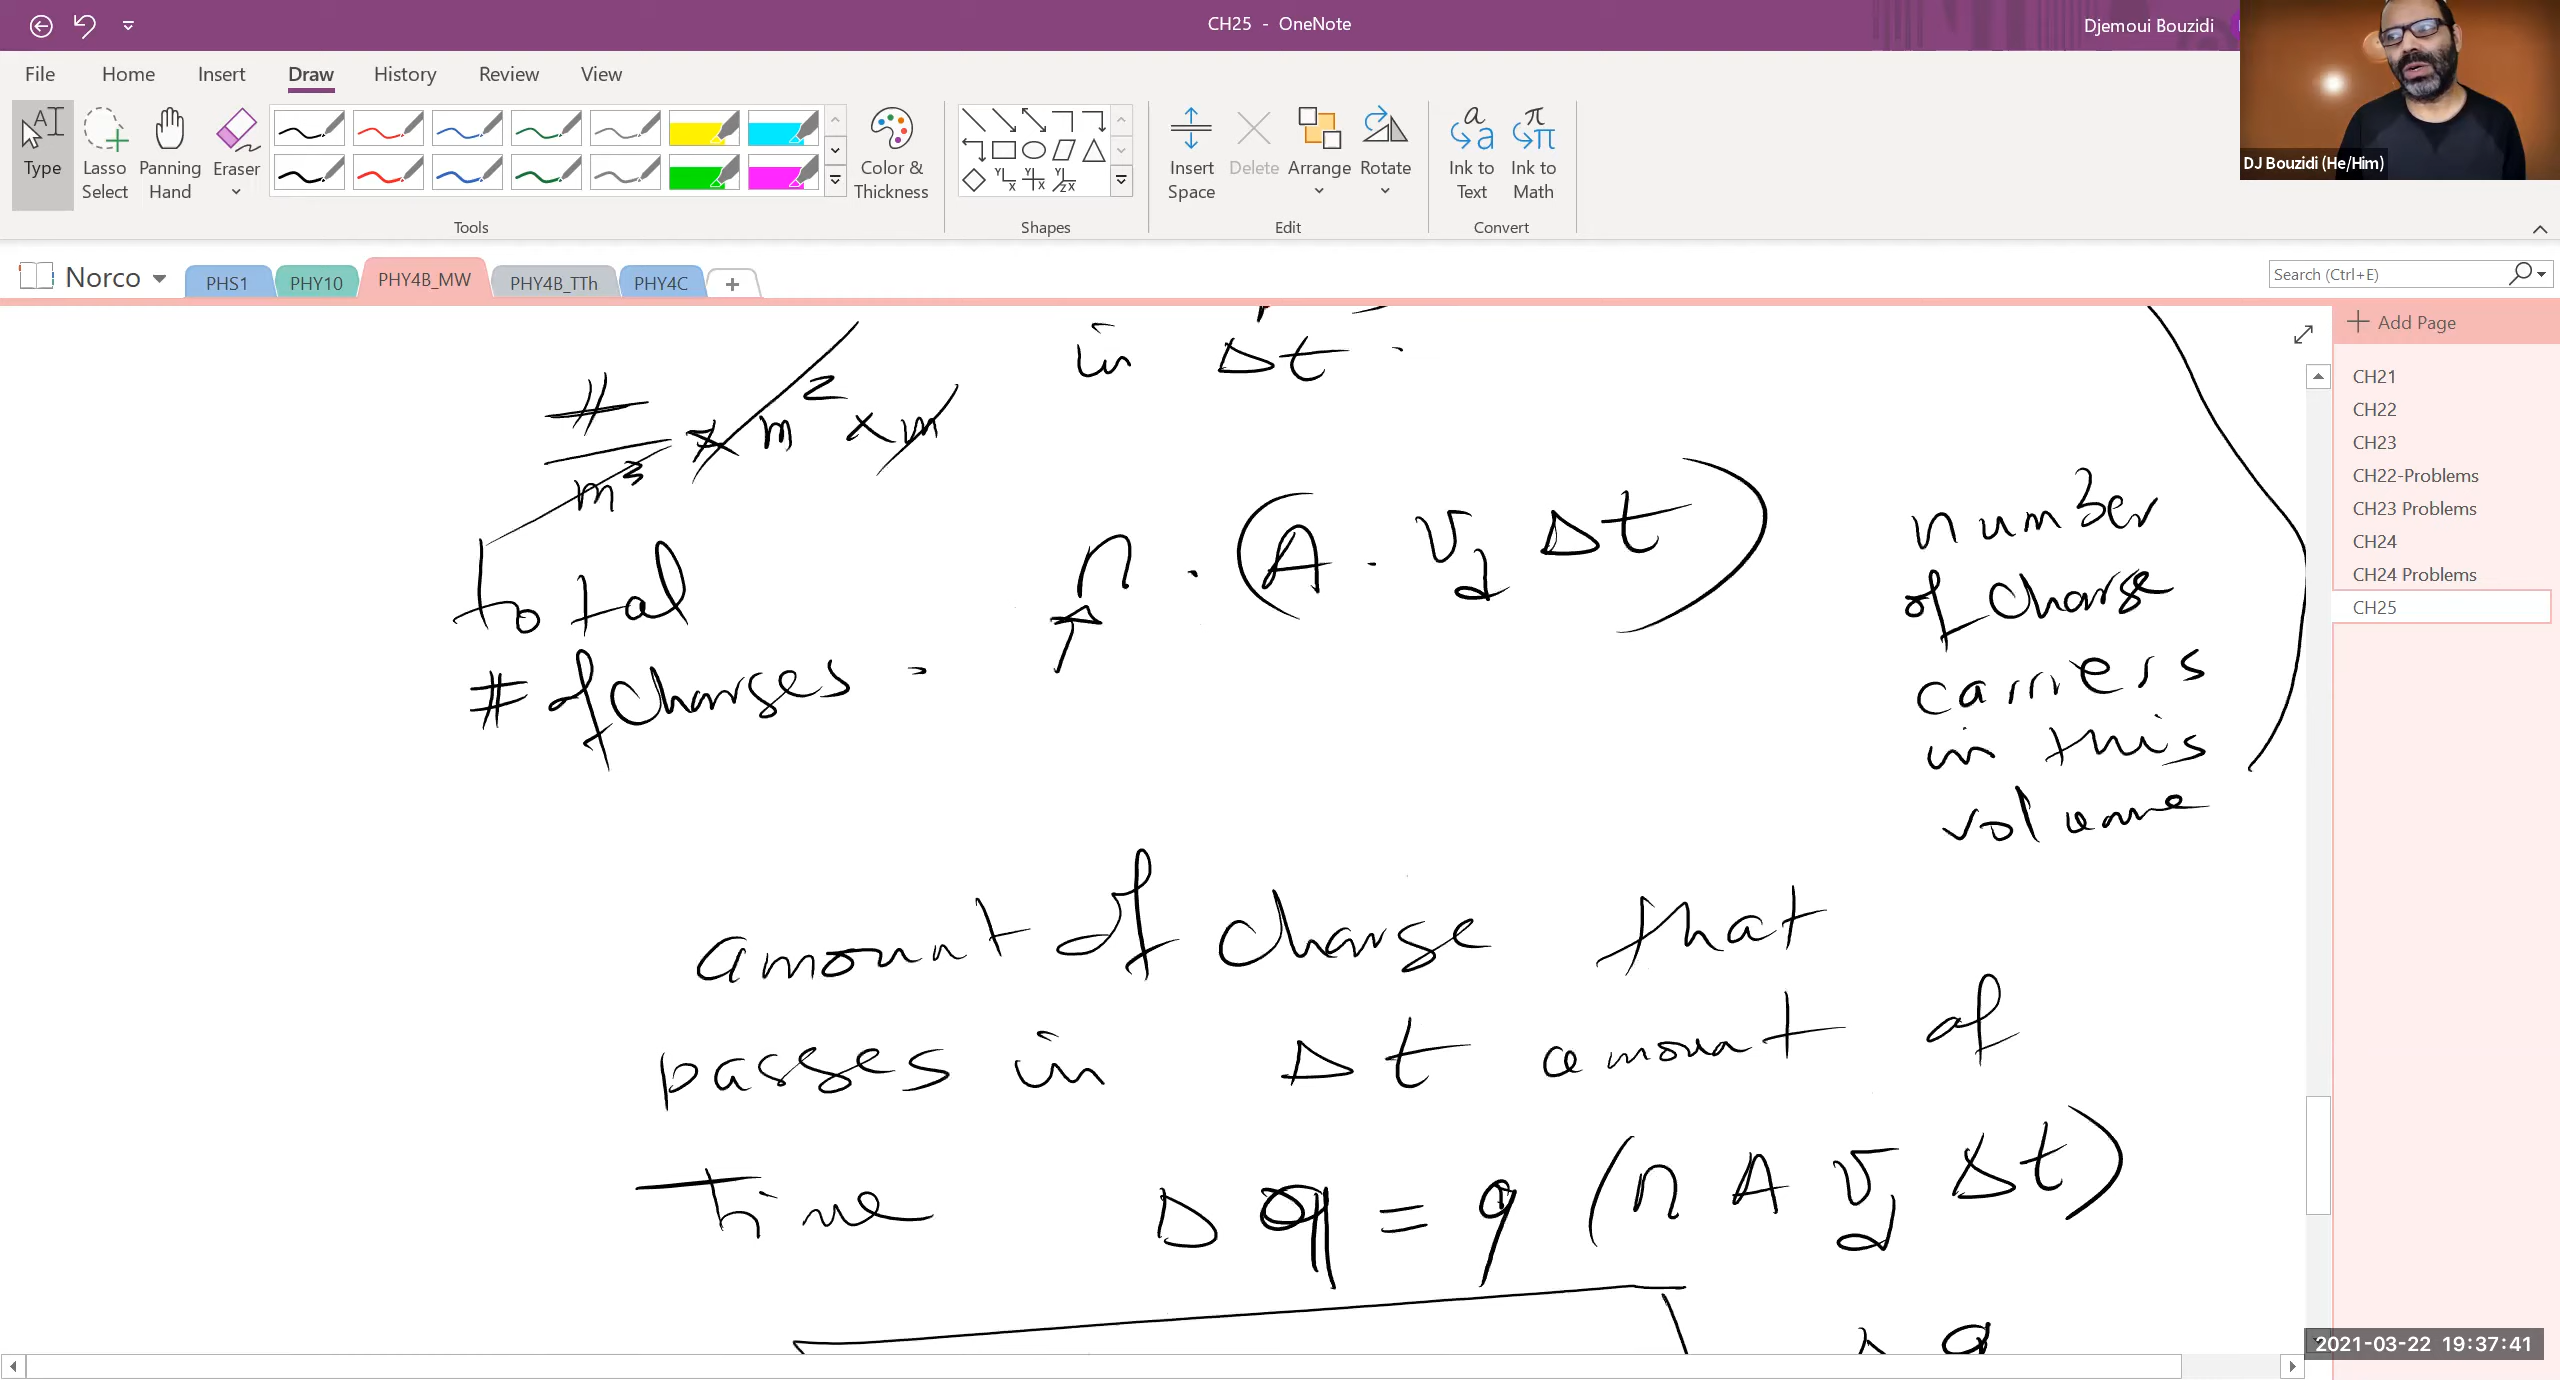 CH25 - OneNote
Djemoui Bouzidi
File Home Insert Draw History Review View
Type
Lasso Select
Panning Hand
Eraser
Color & Thickness
Insert Space
Delete
Arrange
Rotate
Ink to Text
Ink to Math
Tools
Shapes
Edit
Convert
DJ Bouzidi (He/Him)
Norco
PHS1 PHY10 PHY4B_MW PHY4B_TTh PHY4C
Search (Ctrl+E)
Add Page
CH21
CH22
CH23
CH22-Problems
CH23 Problems
CH24
CH24 Problems
CH25
in Δt.
#/m³ × m² × m
total
# of charges = n · (A · v_d Δt)
number
of charge
carriers
in this
volume
amount of charge that
passes in Δt amount of
time Δq = q (n A v_d Δt)
2021-03-22 19:37:41